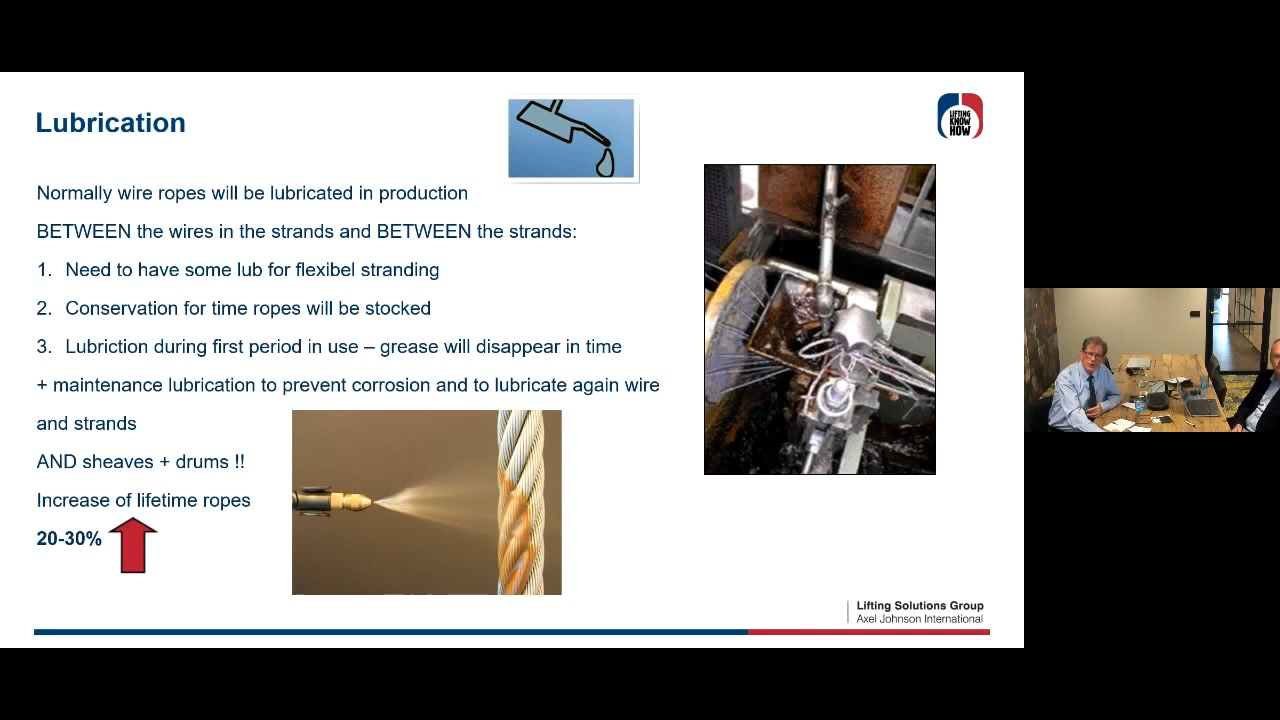 Lubrication
LIFTING
KNOW
HOW
Normally wire ropes will be lubricated in production
BETWEEN the wires in the strands and BETWEEN the strands:
1. Need to have some lub for flexibel stranding
2. Conservation for time ropes will be stocked
3. Lubriction during first period in use – grease will disappear in time
+ maintenance lubrication to prevent corrosion and to lubricate again wire
and strands
AND sheaves + drums !!
Increase of lifetime ropes
20-30%
Lifting Solutions Group
Axel Johnson International